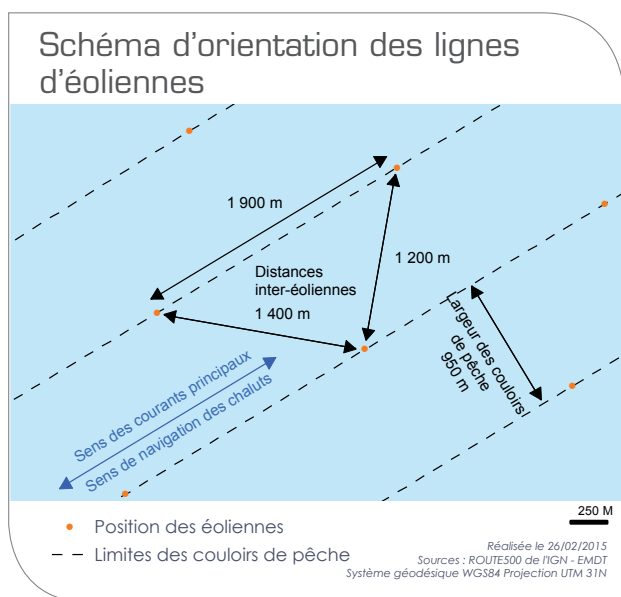 Schéma d'orientation des lignes
d'éoliennes
1 900 m
1 200 m
Distances
inter-éoliennes
1 400 m
Largeur des couloirs
de pêche
950 m
Sens des courants principaux
Sens de navigation des chaluts
250 M
Position des éoliennes
Limites des couloirs de pêche
Réalisée le 26/02/2015
Sources : ROUTE500 de l'IGN - EMDT
Système géodésique WGS84 Projection UTM 31N